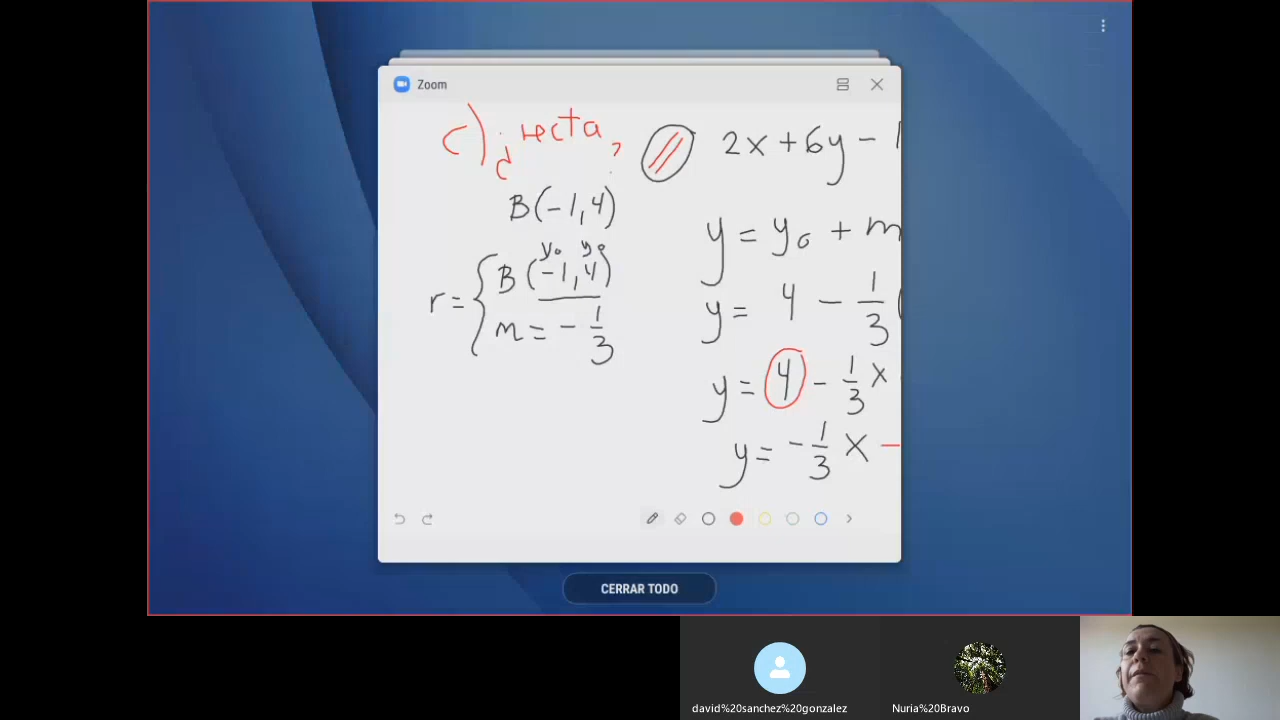 Zoom
c) ¿recta?
// 2x + 6y - 1
B(-1,4)
y = y₀ + m
y₀ y₀
r = { B(-1,4)
m = - 1/3
y = 4 - 1/3 (
y = 4 - 1/3 x
y = - 1/3 x -
CERRAR TODO
david%20sanchez%20gonzalez
Nuria%20Bravo